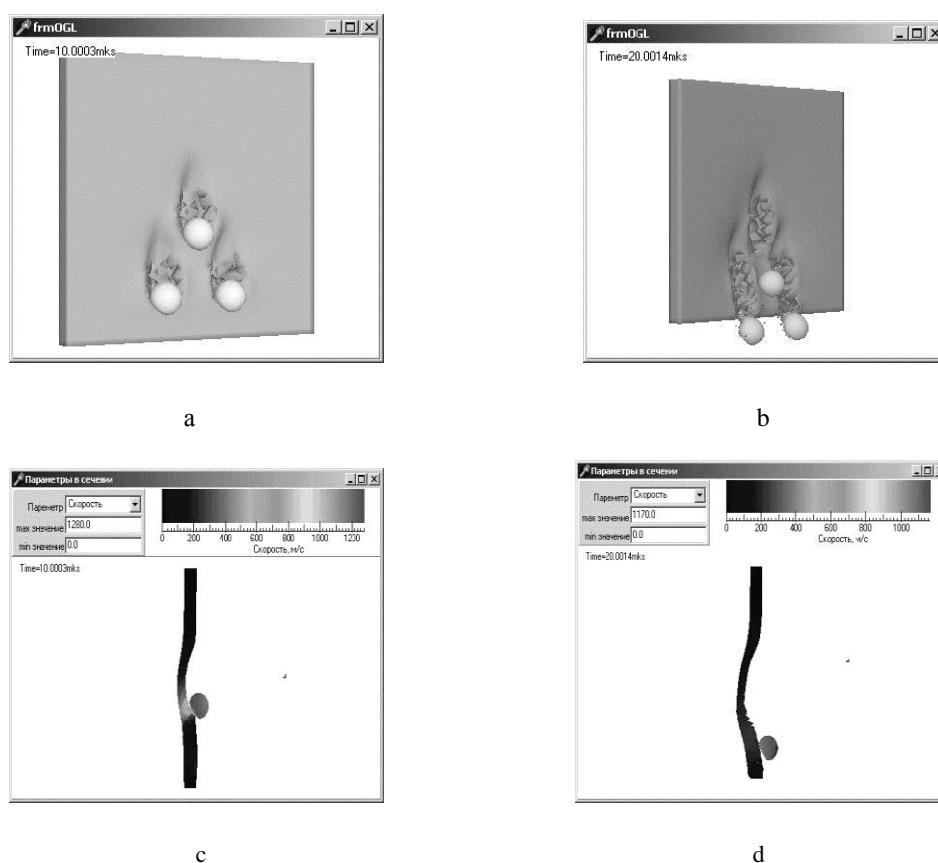 frmOGL
Time=10.0003mks
a
frmOGL
Time=20.0014mks
b
Параметры в сечении
Параметр Скорость
max значение 1280.0
min значение 0.0
0 200 400 600 800 1000 1200
Скорость, м/с
Time=10.0003mks
c
Параметры в сечении
Параметр Скорость
max значение 1170.0
min значение 0.0
0 200 400 600 800 1000
Скорость, м/с
Time=20.0014mks
d